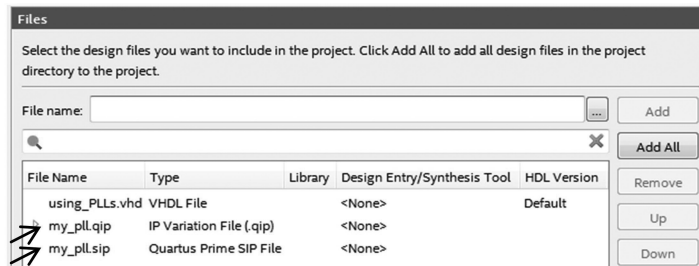 Files
Select the design files you want to include in the project. Click Add All to add all design files in the project
directory to the project.
File name: ... Add
Add All
File Name Type Library Design Entry/Synthesis Tool HDL Version
Remove
using_PLLs.vhd VHDL File <None> Default
Up
my_pll.qip IP Variation File (.qip) <None>
my_pll.sip Quartus Prime SIP File <None>
Down